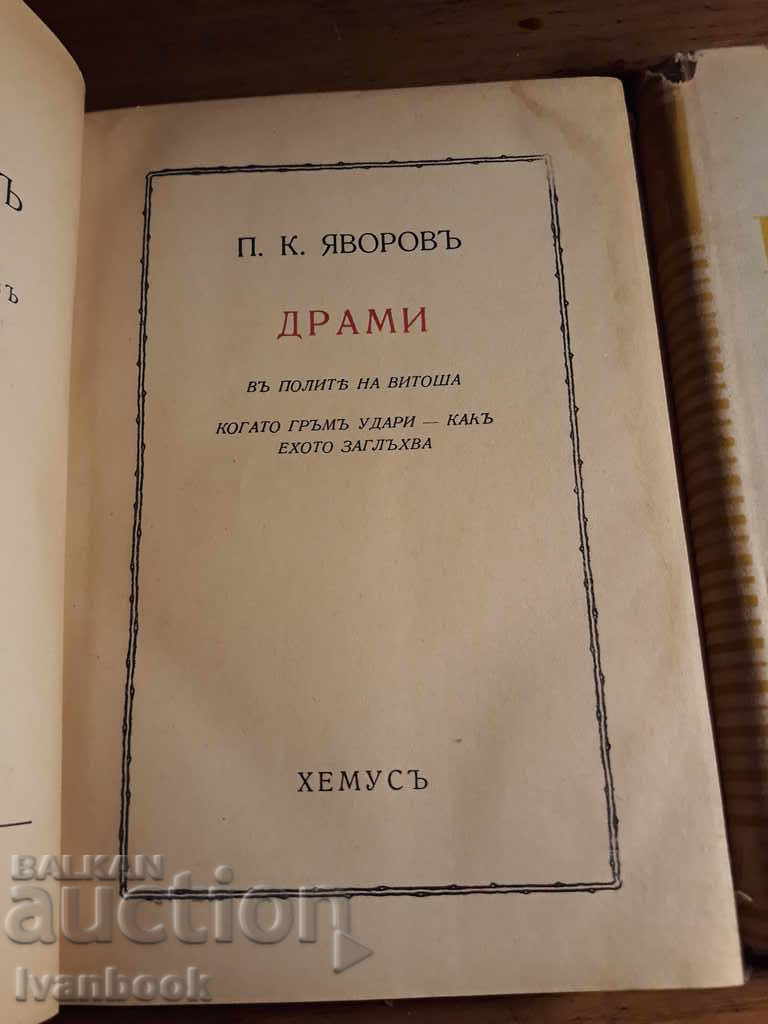 П. К. ЯВОРОВЪ
ДРАМИ
ВЪ ПОЛИТѢ НА ВИТОША
КОГАТО ГРЪМЪ УДАРИ — КАКЪ
ЕХОТО ЗАГЛЪХВА
ХЕМУСЪ
BALKAN
auction
Ivanbook